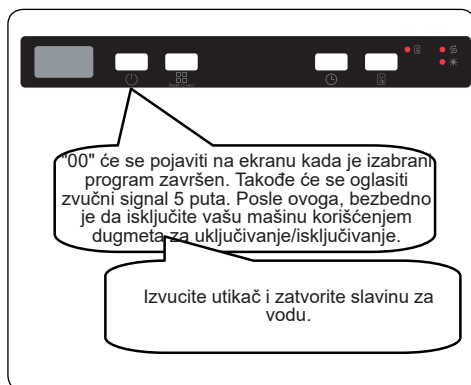 "00" će se pojaviti na ekranu kada je izabrani
program završen. Takođe će se oglasiti
zvučni signal 5 puta. Posle ovoga, bezbedno
je da isključite vašu mašinu korišćenjem
dugmeta za uključivanje/isključivanje.
Izvucite utikač i zatvorite slavinu za
vodu.